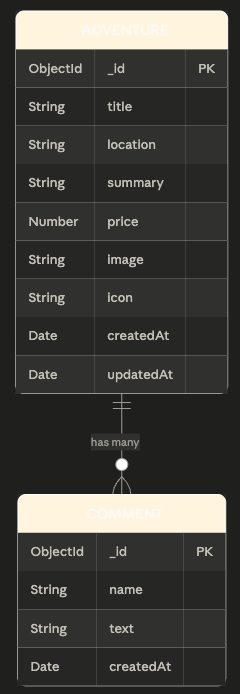 ADVENTURE
ObjectId _id PK
String title
String location
String summary
Number price
String image
String icon
Date createdAt
Date updatedAt
has many
COMMENT
ObjectId _id PK
String name
String text
Date createdAt